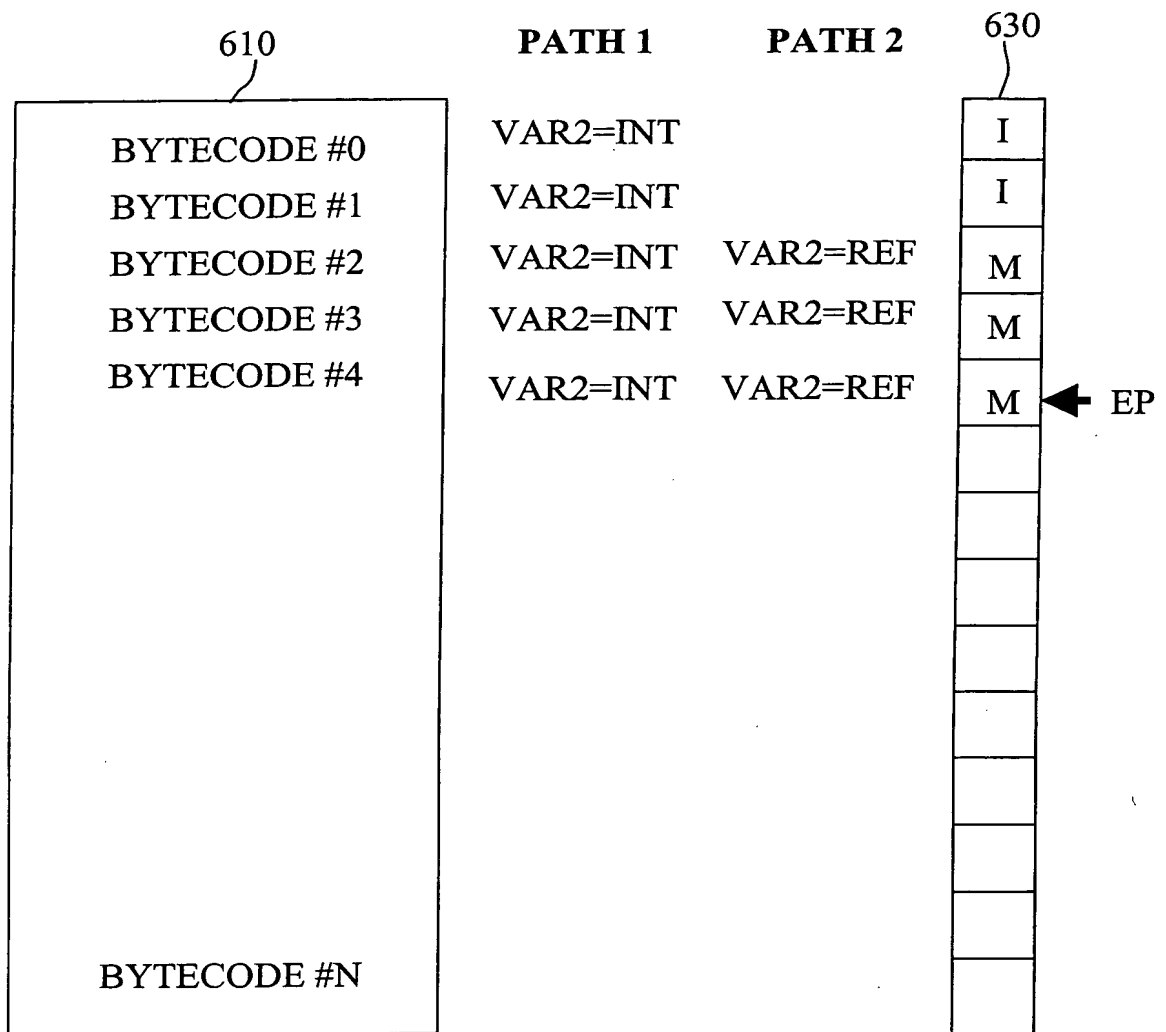 610 PATH 1 PATH 2 630
BYTECODE #0 VAR2=INT I
BYTECODE #1 VAR2=INT I
BYTECODE #2 VAR2=INT VAR2=REF M
BYTECODE #3 VAR2=INT VAR2=REF M
BYTECODE #4 VAR2=INT VAR2=REF M EP
BYTECODE #N